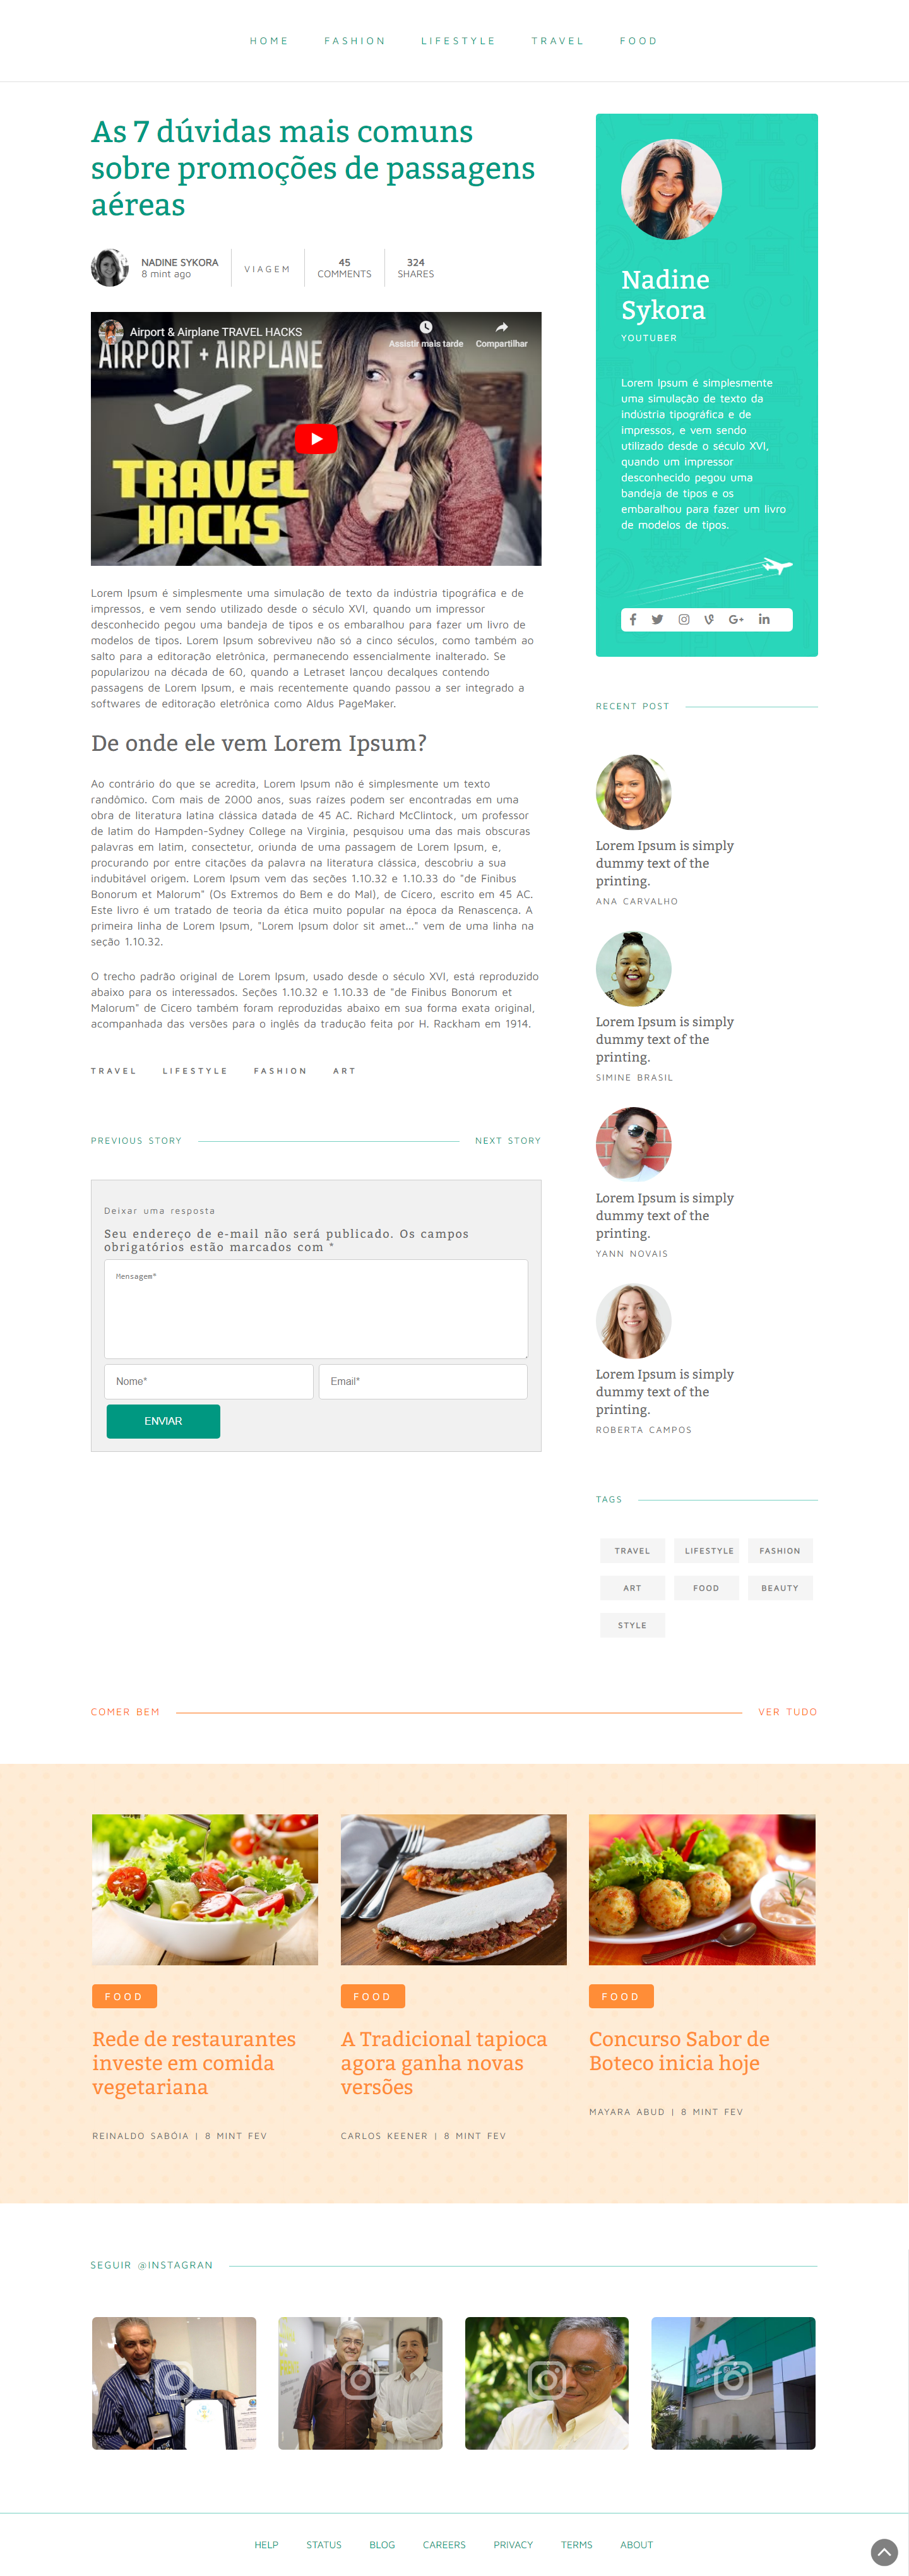 HOME FASHION LIFESTYLE TRAVEL FOOD
As 7 dúvidas mais comuns
sobre promoções de passagens
aéreas
NADINE SYKORA
8 mint ago
VIAGEM
45
COMMENTS
324
SHARES
Airport & Airplane TRAVEL HACKS
Assistir mais tarde
Compartilhar
AIRPORT + AIRPLANE
TRAVEL
HACKS
Lorem Ipsum é simplesmente uma simulação de texto da indústria tipográfica e de
impressos, e vem sendo utilizado desde o século XVI, quando um impressor
desconhecido pegou uma bandeja de tipos e os embaralhou para fazer um livro de
modelos de tipos. Lorem Ipsum sobreviveu não só a cinco séculos, como também ao
salto para a editoração eletrônica, permanecendo essencialmente inalterado. Se
popularizou na década de 60, quando a Letraset lançou decalques contendo
passagens de Lorem Ipsum, e mais recentemente quando passou a ser integrado a
softwares de editoração eletrônica como Aldus PageMaker.
De onde ele vem Lorem Ipsum?
Ao contrário do que se acredita, Lorem Ipsum não é simplesmente um texto
randômico. Com mais de 2000 anos, suas raízes podem ser encontradas em uma
obra de literatura latina clássica datada de 45 AC. Richard McClintock, um professor
de latim do Hampden-Sydney College na Virginia, pesquisou uma das mais obscuras
palavras em latim, consectetur, oriunda de uma passagem de Lorem Ipsum, e,
procurando por entre citações da palavra na literatura clássica, descobriu a sua
indubitável origem. Lorem Ipsum vem das seções 1.10.32 e 1.10.33 do "de Finibus
Bonorum et Malorum" (Os Extremos do Bem e do Mal), de Cícero, escrito em 45 AC.
Este livro é um tratado de teoria da ética muito popular na época da Renascença. A
primeira linha de Lorem Ipsum, "Lorem Ipsum dolor sit amet..." vem de uma linha na
seção 1.10.32.
O trecho padrão original de Lorem Ipsum, usado desde o século XVI, está reproduzido
abaixo para os interessados. Seções 1.10.32 e 1.10.33 de "de Finibus Bonorum et
Malorum" de Cicero também foram reproduzidas abaixo em sua forma exata original,
acompanhada das versões para o inglês da tradução feita por H. Rackham em 1914.
TRAVEL LIFESTYLE FASHION ART
PREVIOUS STORY NEXT STORY
Deixar uma resposta
Seu endereço de e-mail não será publicado. Os campos
obrigatórios estão marcados com *
Mensagem*
Nome* Email*
ENVIAR
Nadine
Sykora
YOUTUBER
Lorem Ipsum é simplesmente
uma simulação de texto da
indústria tipográfica e de
impressos, e vem sendo
utilizado desde o século XVI,
quando um impressor
desconhecido pegou uma
bandeja de tipos e os
embaralhou para fazer um livro
de modelos de tipos.
RECENT POST
Lorem Ipsum is simply
dummy text of the
printing.
ANA CARVALHO
Lorem Ipsum is simply
dummy text of the
printing.
SIMINE BRASIL
Lorem Ipsum is simply
dummy text of the
printing.
YANN NOVAIS
Lorem Ipsum is simply
dummy text of the
printing.
ROBERTA CAMPOS
TAGS
TRAVEL LIFESTYLE FASHION
ART FOOD BEAUTY
STYLE
COMER BEM VER TUDO
FOOD
Rede de restaurantes
investe em comida
vegetariana
REINALDO SABÓIA | 8 MINT FEV
FOOD
A Tradicional tapioca
agora ganha novas
versões
CARLOS KEENER | 8 MINT FEV
FOOD
Concurso Sabor de
Boteco inicia hoje
MAYARA ABUD | 8 MINT FEV
SEGUIR @INSTAGRAN
HELP STATUS BLOG CAREERS PRIVACY TERMS ABOUT